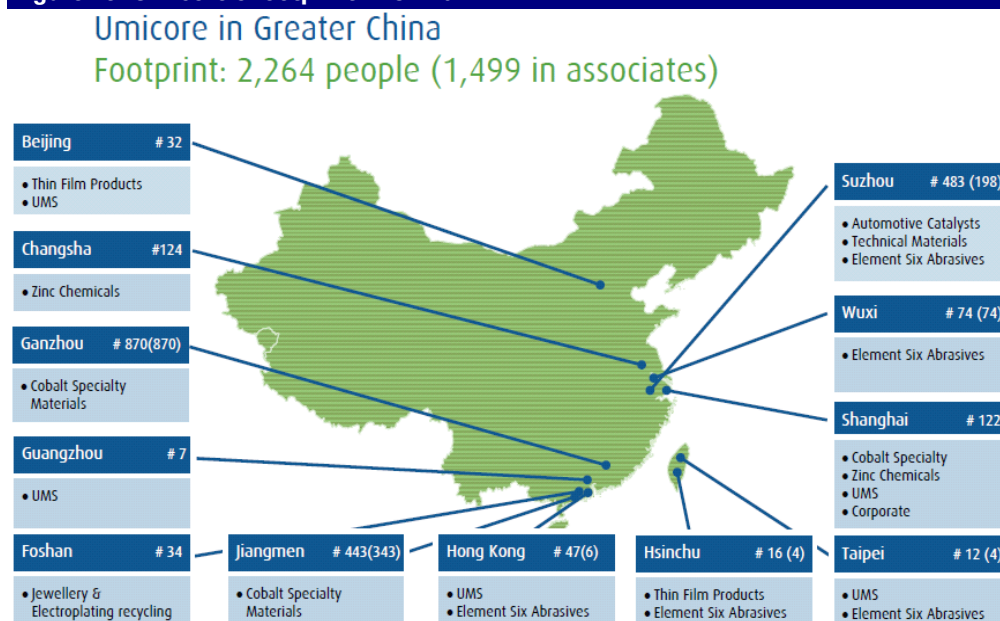 Umicore in Greater China
Footprint: 2,264 people (1,499 in associates)
Beijing # 32
• Thin Film Products
• UMS
Changsha #124
• Zinc Chemicals
Ganzhou # 870(870)
• Cobalt Specialty
Materials
Guangzhou # 7
• UMS
Foshan # 34
• Jewellery &
Electroplating recycling
Jiangmen # 443(343)
• Cobalt Specialty
Materials
Hong Kong # 47(6)
• UMS
• Element Six Abrasives
Hsinchu # 16 (4)
• Thin Film Products
• Element Six Abrasives
Taipei # 12 (4)
• UMS
• Element Six Abrasives
Suzhou # 483 (198)
• Automotive Catalysts
• Technical Materials
• Element Six Abrasives
Wuxi # 74 (74)
• Element Six Abrasives
Shanghai # 122
• Cobalt Specialty
• Zinc Chemicals
• UMS
• Corporate